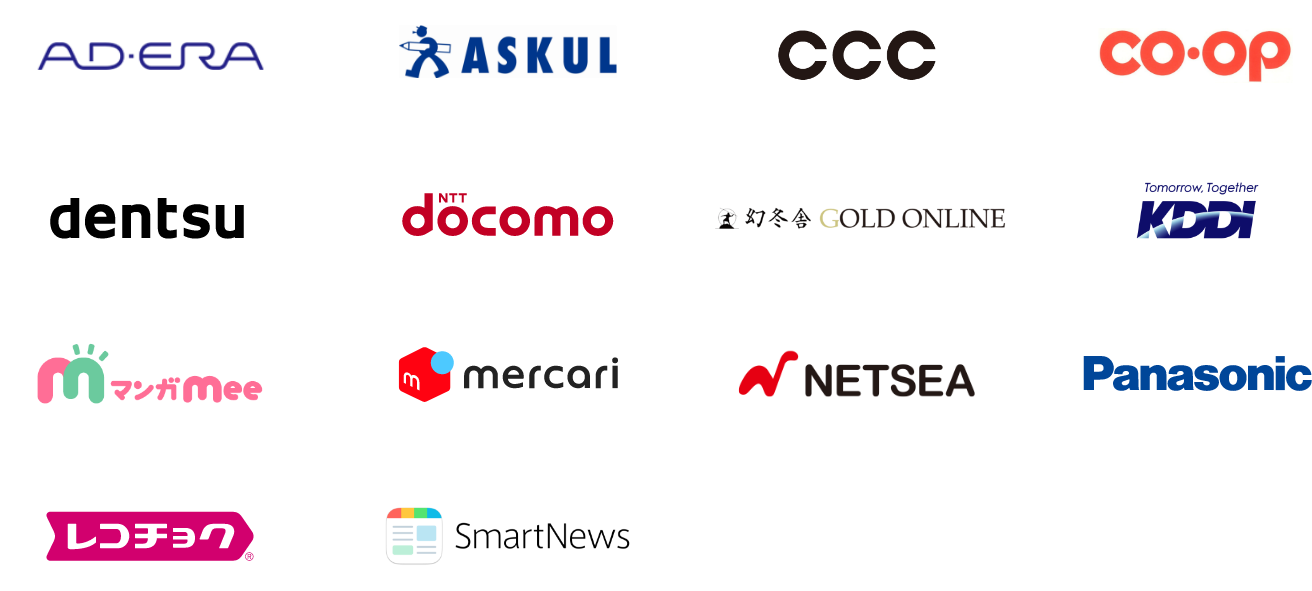 AD·ERA
ASKUL
CCC
CO·OP
dentsu
NTT
docomo
幻冬舎 GOLD ONLINE
Tomorrow, Together
KDDI
m マンガmee
m mercari
NETSEA
Panasonic
レコチョク®
SmartNews